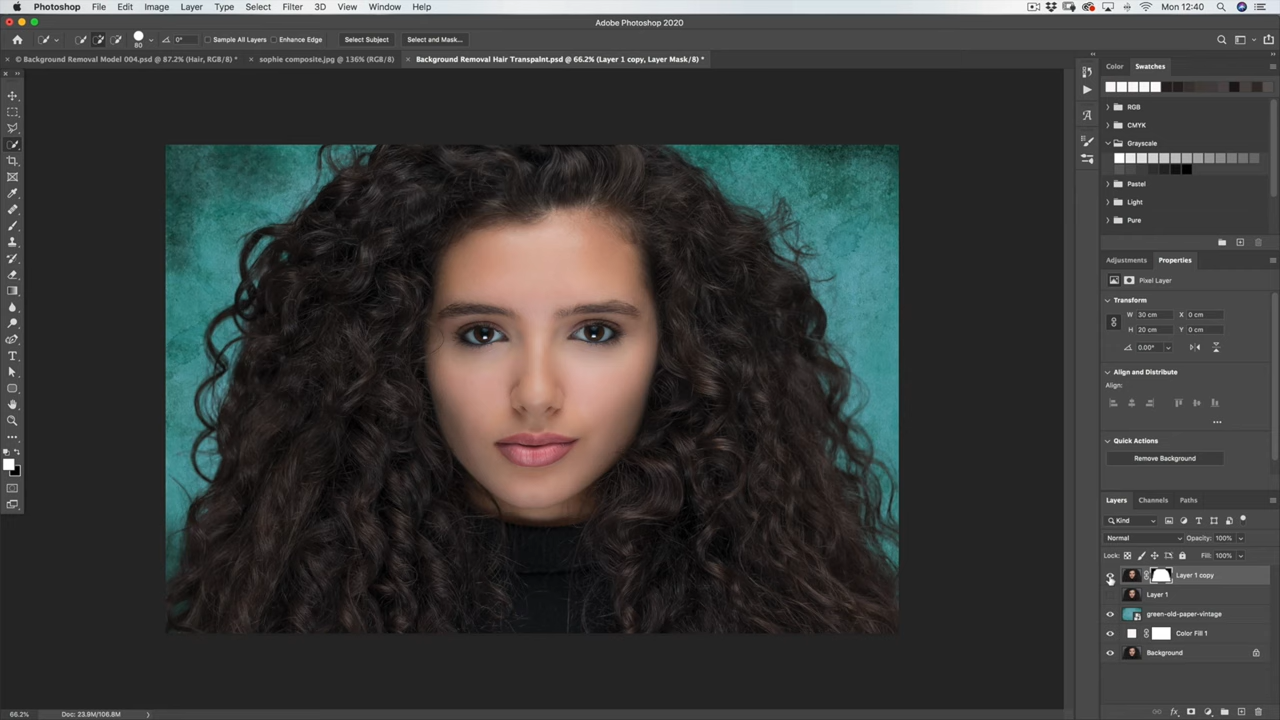 Photoshop File Edit Image Layer Type Select Filter 3D View Window Help Mon 12:40
Adobe Photoshop 2020
80 0° Sample All Layers Enhance Edge Select Subject Select and Mask...
© Background Removal Model 004.psd @ 87.2% (Hair, RGB/8) * sophie composite.jpg @ 136% (RGB/8) Background Removal Hair Transpalnt.psd @ 66.2% (Layer 1 copy, Layer Mask/8) *
Color Swatches
RGB
CMYK
Grayscale
Pastel
Light
Pure
Adjustments Properties
Pixel Layer
Transform
W 30 cm X 0 cm
H 20 cm Y 0 cm
0.00°
Align and Distribute
Align:
Quick Actions
Remove Background
Layers Channels Paths
Kind
Normal Opacity: 100%
Lock: Fill: 100%
Layer 1 copy
Layer 1
green-old-paper-vintage
Color Fill 1
Background
66.2% Doc: 23.9M/106.8M